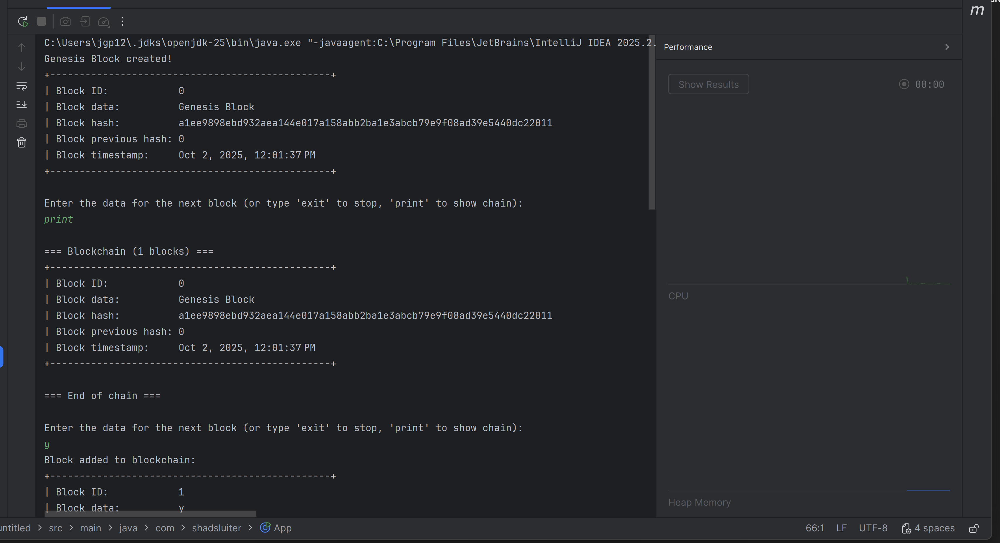 m
C:\Users\jgp12\.jdks\openjdk-25\bin\java.exe "-javaagent:C:\Program Files\JetBrains\IntelliJ IDEA 2025.2.
Performance
Genesis Block created!
+------------------------------------------------+
Show Results
00:00
| Block ID:            0
| Block data:          Genesis Block
| Block hash:          a1ee9898ebd932aea144e017a158abb2ba1e3abcb79e9f08ad39e5440dc22011
| Block previous hash: 0
| Block timestamp:     Oct 2, 2025, 12:01:37 PM
+------------------------------------------------+
Enter the data for the next block (or type 'exit' to stop, 'print' to show chain):
print
=== Blockchain (1 blocks) ===
+------------------------------------------------+
| Block ID:            0
| Block data:          Genesis Block
| Block hash:          a1ee9898ebd932aea144e017a158abb2ba1e3abcb79e9f08ad39e5440dc22011
| Block previous hash: 0
| Block timestamp:     Oct 2, 2025, 12:01:37 PM
+------------------------------------------------+
CPU
=== End of chain ===
Enter the data for the next block (or type 'exit' to stop, 'print' to show chain):
y
Block added to blockchain:
+------------------------------------------------+
| Block ID:            1
| Block data:          y
Heap Memory
untitled > src > main > java > com > shadsluiter > App
66:1 LF UTF-8 4 spaces